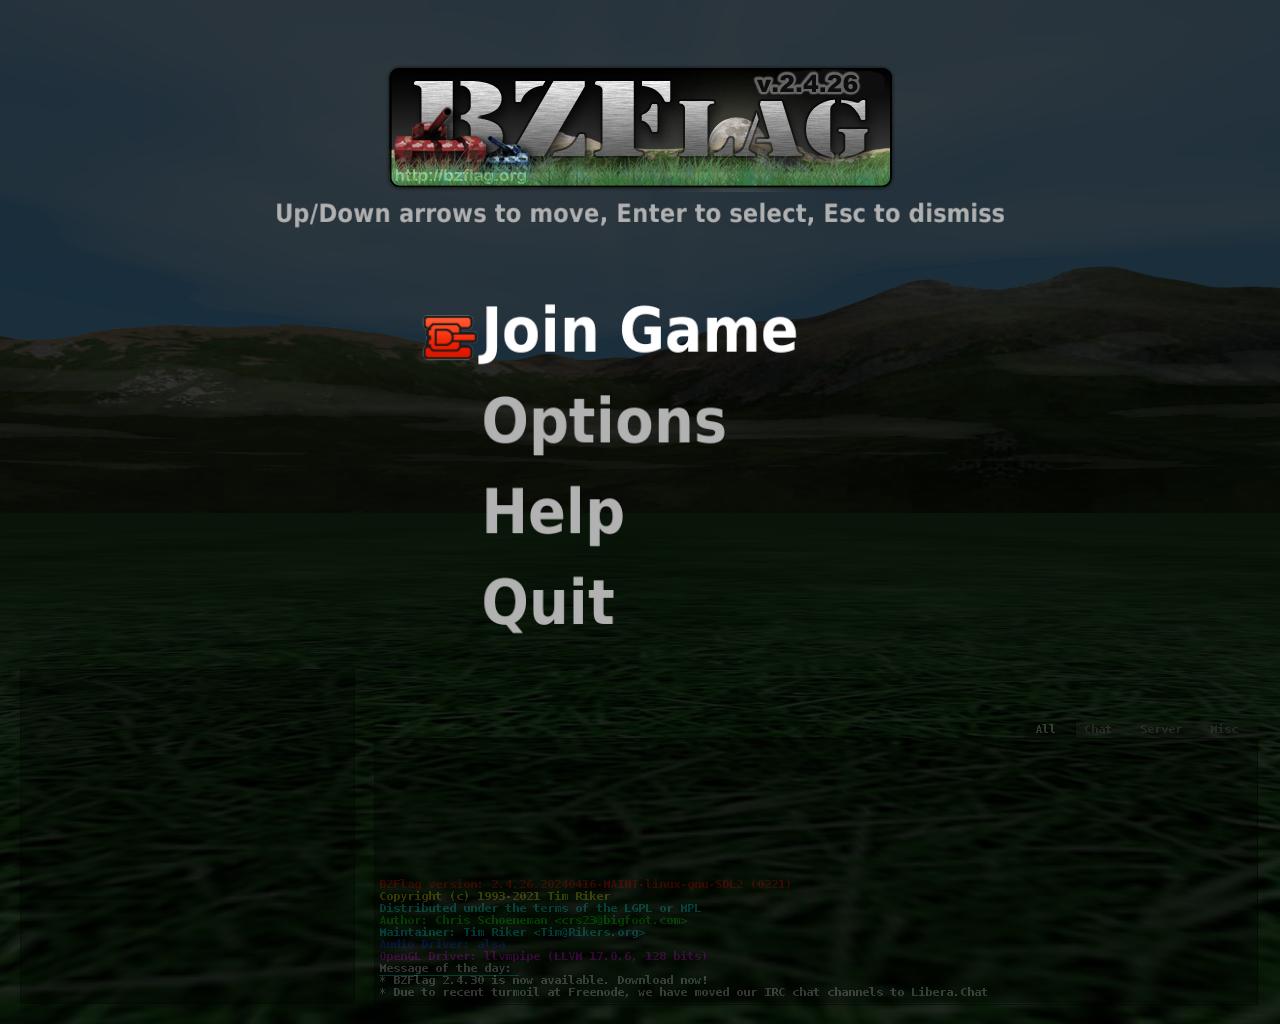 BZFLAG
v.2.4.26
http://bzflag.org
Up/Down arrows to move, Enter to select, Esc to dismiss
Join Game
Options
Help
Quit
All Chat Server Misc
BZFlag version: 2.4.26.20240416-MAINT-linux-gnu-SDL2 (0221)
Copyright (c) 1993-2021 Tim Riker
Distributed under the terms of the LGPL or MPL
Author: Chris Schoeneman <crs23@bigfoot.com>
Maintainer: Tim Riker <Tim@Rikers.org>
Audio Driver: alsa
OpenGL Driver: llvmpipe (LLVM 17.0.6, 128 bits)
Message of the day:
* BZFlag 2.4.30 is now available. Download now!
* Due to recent turmoil at Freenode, we have moved our IRC chat channels to Libera.Chat